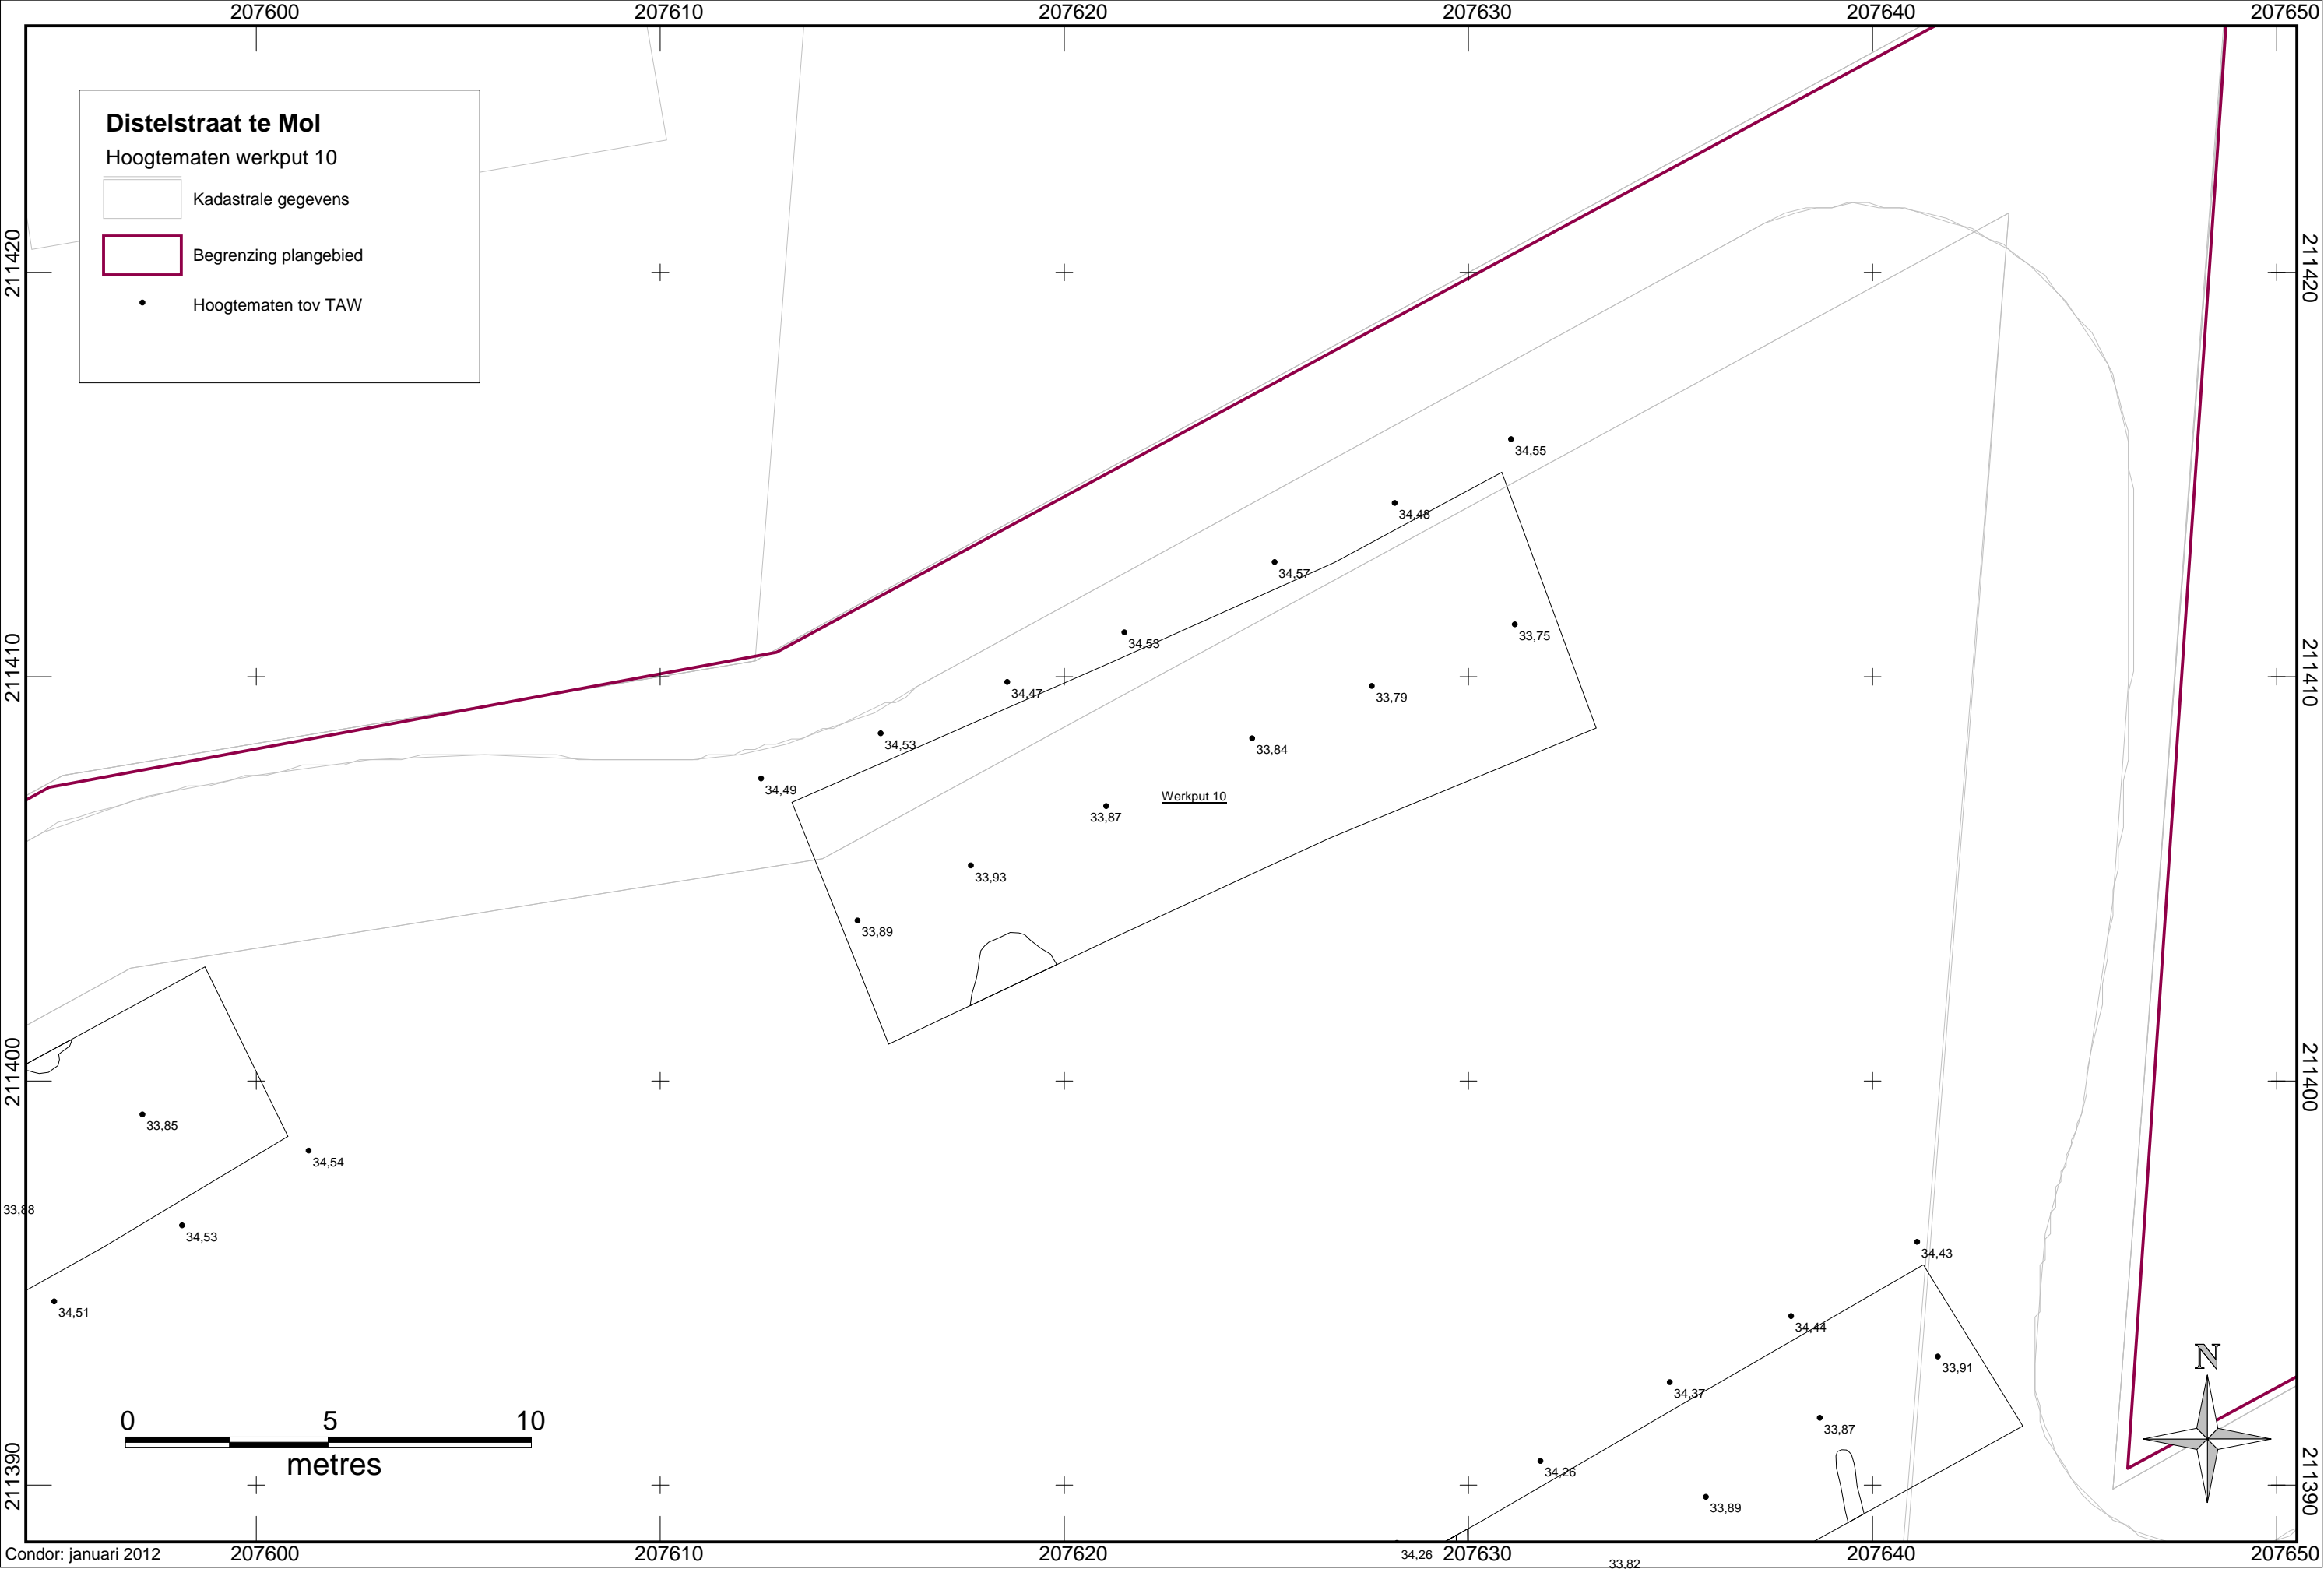 207600 207610 207620 207630 207640 207650
Distelstraat te Mol
Hoogtematen werkput 10
Kadastrale gegevens
Begrenzing plangebied
Hoogtematen tov TAW
211420
211420
34,55
34,48
34,57
34,53
33,75
211410
211410
34,47
33,79
34,53
33,84
34,49
Werkput 10
33,87
33,93
33,89
211400
211400
33,85
34,54
33,88
34,53
34,43
34,51
34,44
33,91
34,37
N
0 5 10
metres
33,87
34,26
33,89
211390
211390
Condor: januari 2012
207600 207610 207620 207630 207640 207650
34,26
33,82